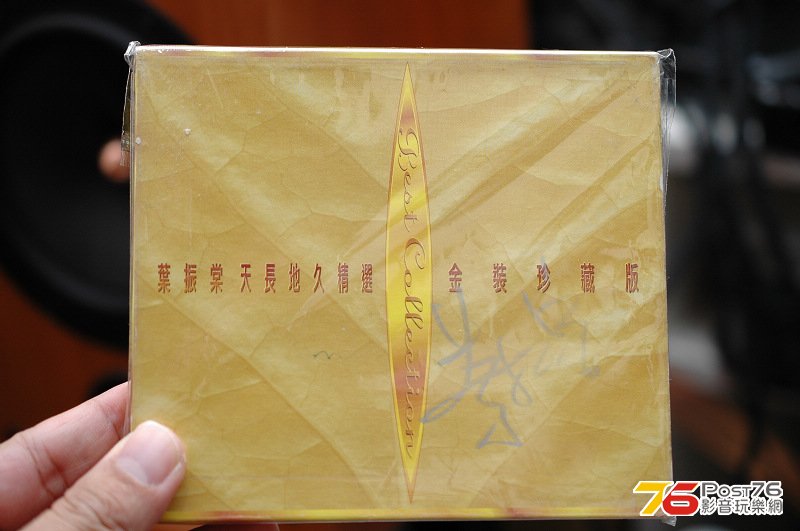 葉振棠天長地久精選 金裝珍藏版
Best Collection
76 POST76
影音玩樂網